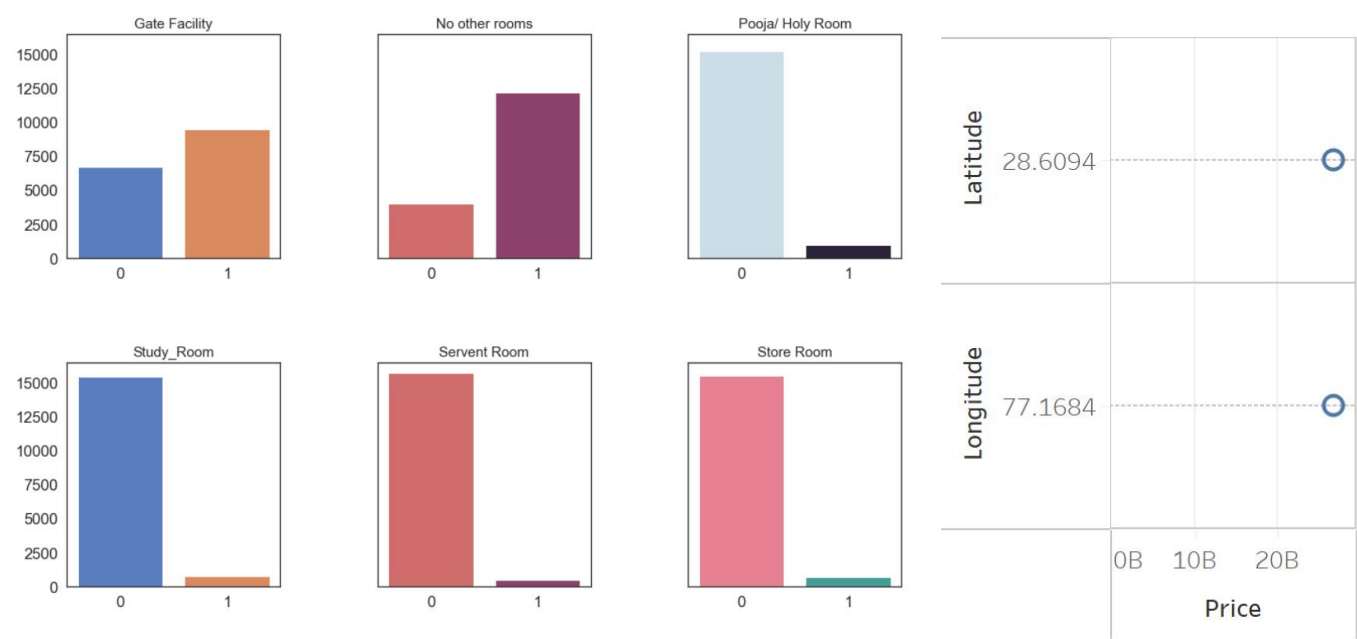 Gate Facility
No other rooms
Pooja/ Holy Room
15000
12500
10000
7500
5000
2500
0
0 1
0 1
0 1
Study_Room
Servent Room
Store Room
15000
12500
10000
7500
5000
2500
0
0 1
0 1
0 1
Latitude
28.6094
Longitude
77.1684
0B 10B 20B
Price